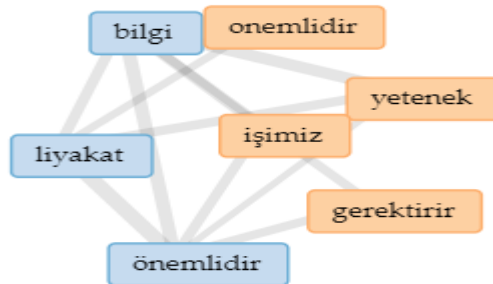 bilgi
onemlidir
yetenek
işimiz
liyakat
gerektirir
önemlidir